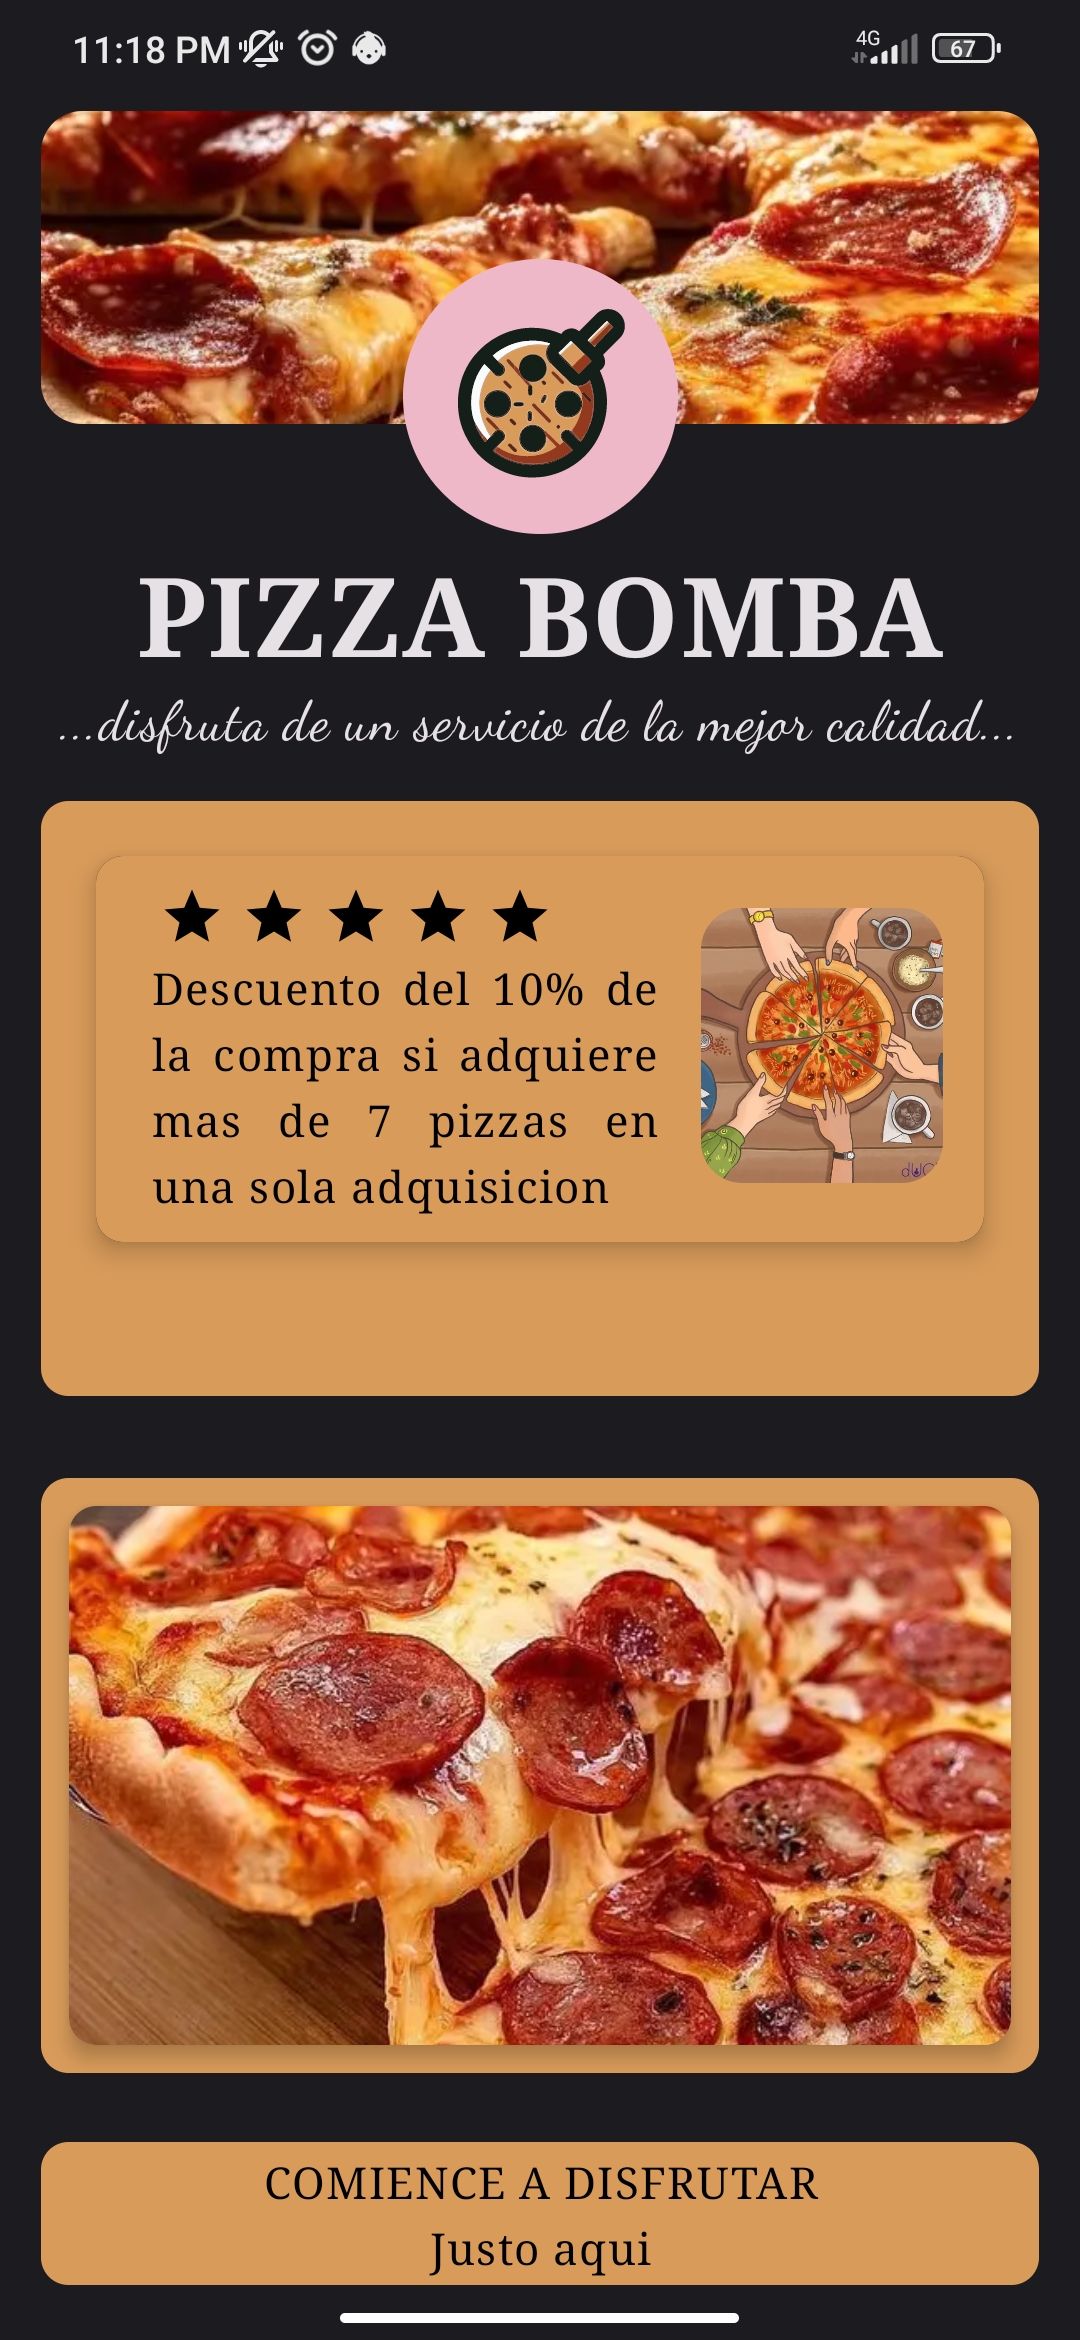 11:18 PM
4G
67
PIZZA BOMBA
...disfruta de un servicio de la mejor calidad...
Descuento del 10% de
la compra si adquiere
mas de 7 pizzas en
una sola adquisicion
COMIENCE A DISFRUTAR
Justo aqui